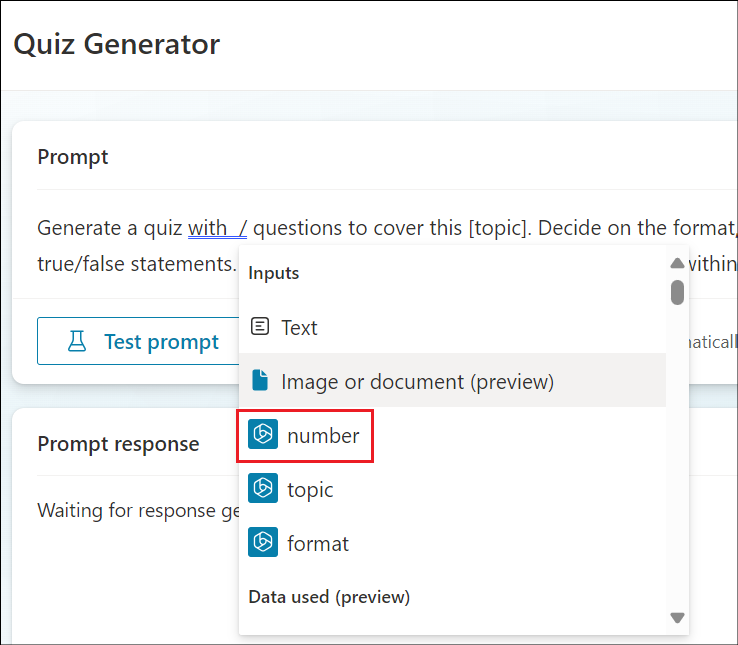 Quiz Generator
Prompt
Generate a quiz with / questions to cover this [topic]. Decide on the format,
true/false statements. within
Inputs
Text
Test prompt
Image or document (preview)
number
Prompt response
topic
Waiting for response
format
Data used (preview)